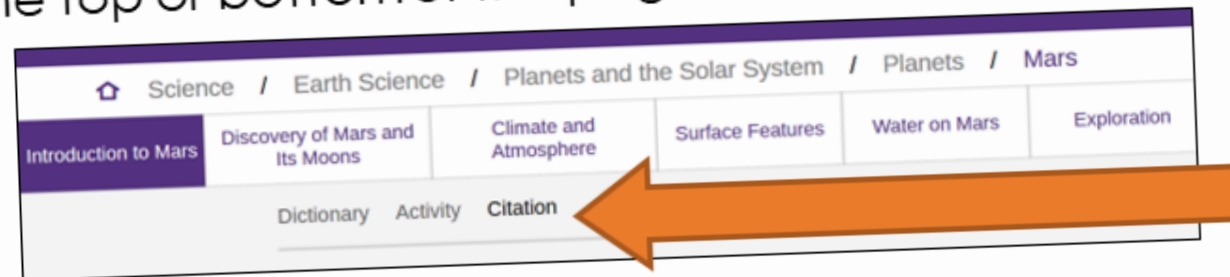 Science / Earth Science / Planets and the Solar System / Planets / Mars
Introduction to Mars
Discovery of Mars and
Its Moons
Climate and
Atmosphere
Surface Features
Water on Mars
Exploration
Dictionary Activity Citation